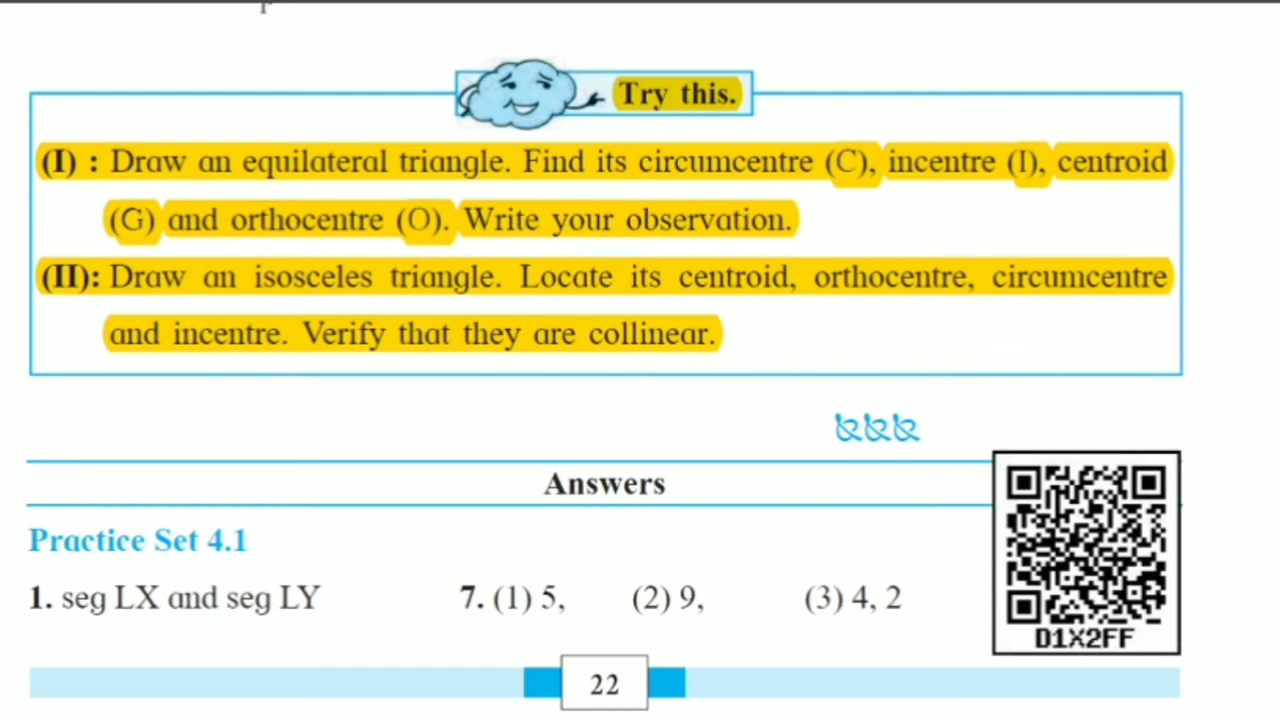 Try this.
(I) : Draw an equilateral triangle. Find its circumcentre (C), incentre (I), centroid
(G) and orthocentre (O). Write your observation.
(II): Draw an isosceles triangle. Locate its centroid, orthocentre, circumcentre
and incentre. Verify that they are collinear.
Answers
Practice Set 4.1
1. seg LX and seg LY 7. (1) 5, (2) 9, (3) 4, 2
D1X2FF
22